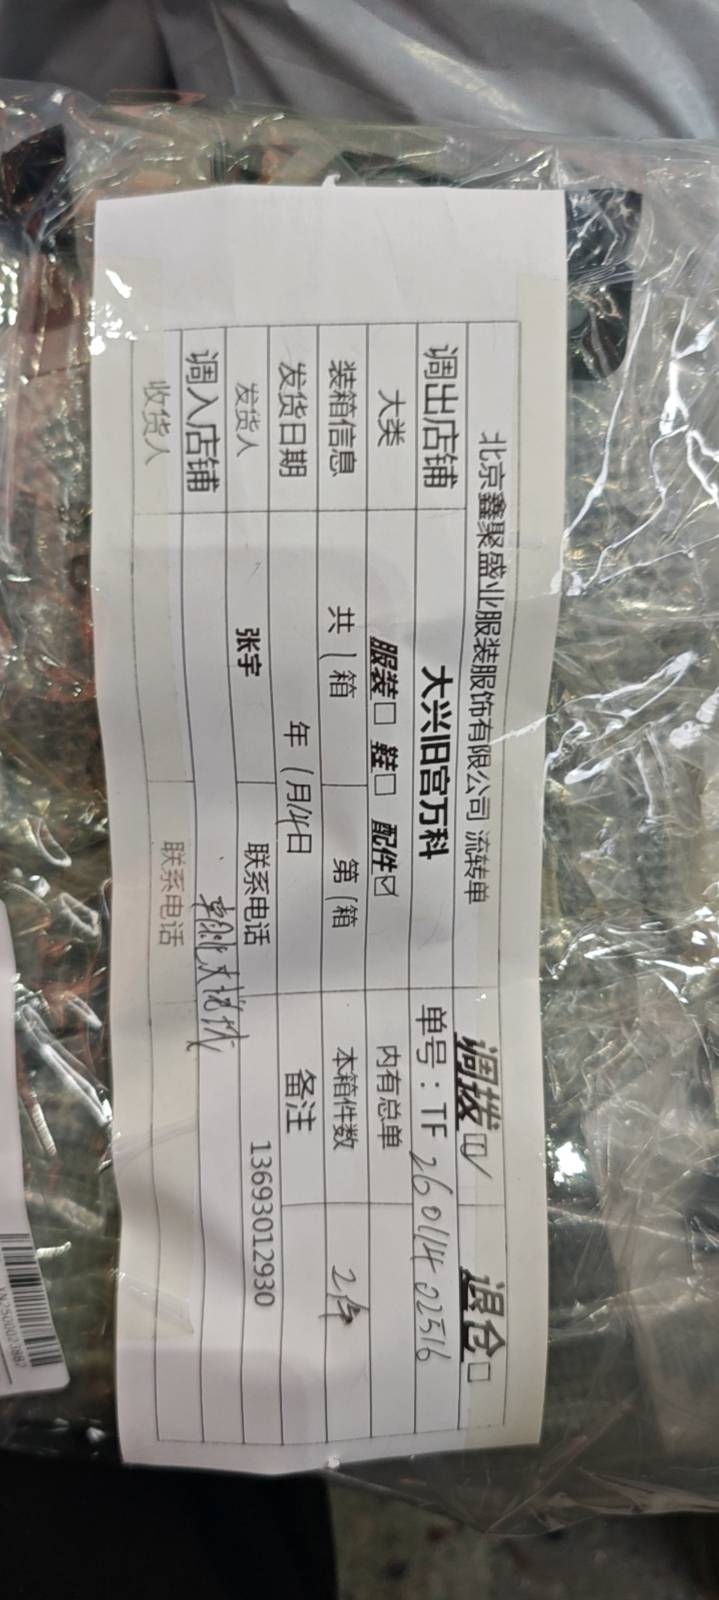 北京鑫聚盛业服装服饰有限公司 流转单 调拨☑ 退仓□
调出店铺 大兴旧宫万科 单号：TF 26011402516
大类 服装□ 鞋□ 配件☑ 内有总单
装箱信息 共1箱 第1箱 本箱件数 2件
发货日期 年1月14日 备注
发货人 张宇 联系电话 13693012930
调入店铺
收货人 联系电话